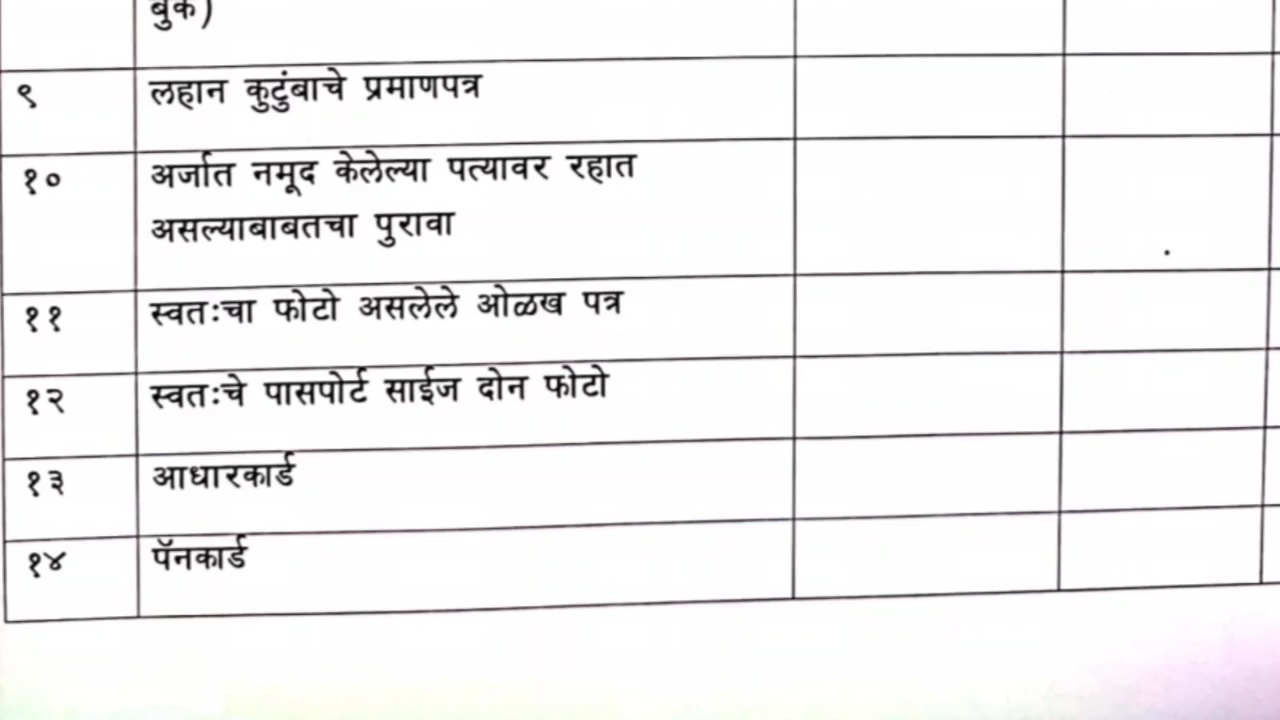 बुक)
९ लहान कुटुंबाचे प्रमाणपत्र
१० अर्जात नमूद केलेल्या पत्यावर रहात
असल्याबाबतचा पुरावा
११ स्वतःचा फोटो असलेले ओळख पत्र
१२ स्वतःचे पासपोर्ट साईज दोन फोटो
१३ आधारकार्ड
१४ पॅनकार्ड